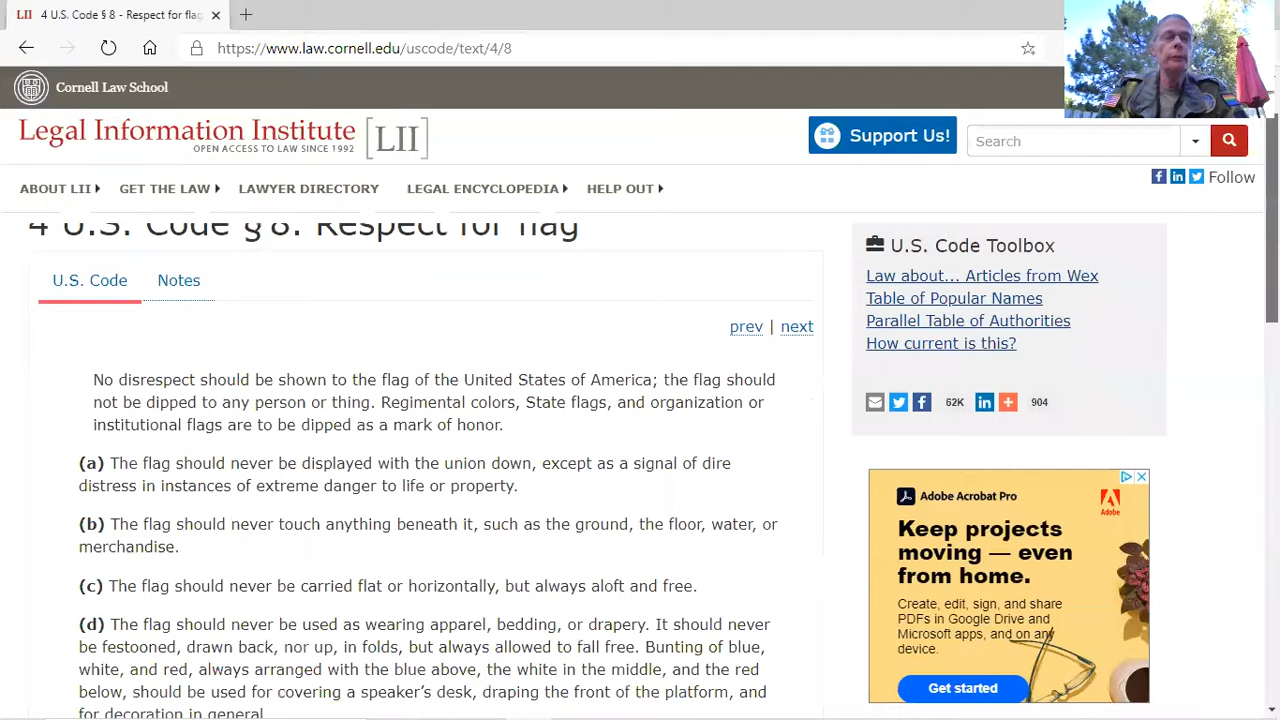 4 U.S. Code § 8 - Respect for flag
https://www.law.cornell.edu/uscode/text/4/8
Cornell Law School
Legal Information Institute [LII]
OPEN ACCESS TO LAW SINCE 1992
Support Us!
Search
ABOUT LII GET THE LAW LAWYER DIRECTORY LEGAL ENCYCLOPEDIA HELP OUT
Follow
4 U.S. Code § 8. Respect for flag
U.S. Code Notes
prev | next
No disrespect should be shown to the flag of the United States of America; the flag should
not be dipped to any person or thing. Regimental colors, State flags, and organization or
institutional flags are to be dipped as a mark of honor.
(a) The flag should never be displayed with the union down, except as a signal of dire
distress in instances of extreme danger to life or property.
(b) The flag should never touch anything beneath it, such as the ground, the floor, water, or
merchandise.
(c) The flag should never be carried flat or horizontally, but always aloft and free.
(d) The flag should never be used as wearing apparel, bedding, or drapery. It should never
be festooned, drawn back, nor up, in folds, but always allowed to fall free. Bunting of blue,
white, and red, always arranged with the blue above, the white in the middle, and the red
below, should be used for covering a speaker's desk, draping the front of the platform, and
for decoration in general.
U.S. Code Toolbox
Law about... Articles from Wex
Table of Popular Names
Parallel Table of Authorities
How current is this?
62K
904
Adobe Acrobat Pro
Adobe
Keep projects
moving — even
from home.
Create, edit, sign, and share
PDFs in Google Drive and
Microsoft apps, and on any
device.
Get started